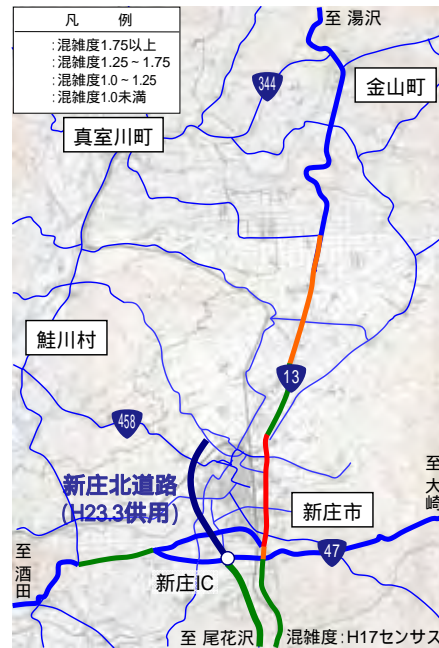 凡　例
:混雑度1.75以上
:混雑度1.25~1.75
:混雑度1.0~1.25
:混雑度1.0未満
至 湯沢
344
金山町
真室川町
鮭川村
13
458
新庄北道路
(H23.3供用)
至 大崎
新庄市
47
至 酒田
新庄IC
至 尾花沢
混雑度:H17センサス